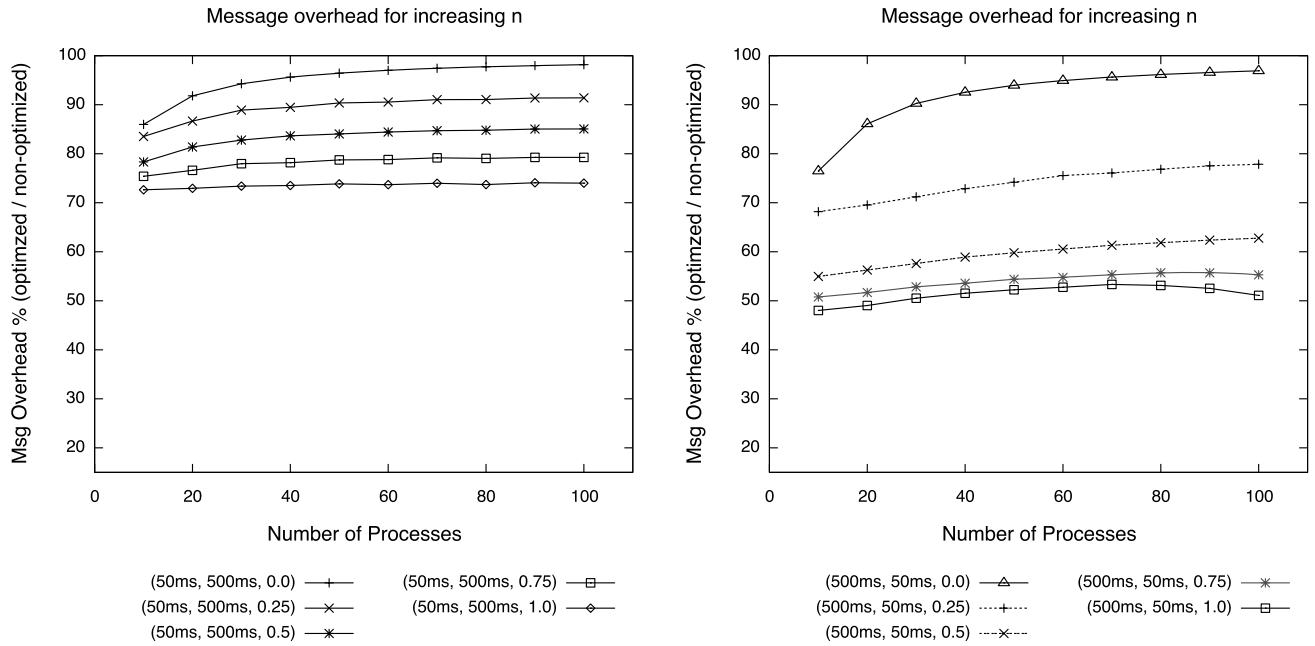 Message overhead for increasing n
Msg Overhead % (optimzed / non-optimized)
100
90
80
70
60
50
40
30
20
0 20 40 60 80 100
Number of Processes
(50ms, 500ms, 0.0)
(50ms, 500ms, 0.25)
(50ms, 500ms, 0.5)
(50ms, 500ms, 0.75)
(50ms, 500ms, 1.0)
Message overhead for increasing n
Msg Overhead % (optimzed / non-optimized)
100
90
80
70
60
50
40
30
20
0 20 40 60 80 100
Number of Processes
(500ms, 50ms, 0.0)
(500ms, 50ms, 0.25)
(500ms, 50ms, 0.5)
(500ms, 50ms, 0.75)
(500ms, 50ms, 1.0)